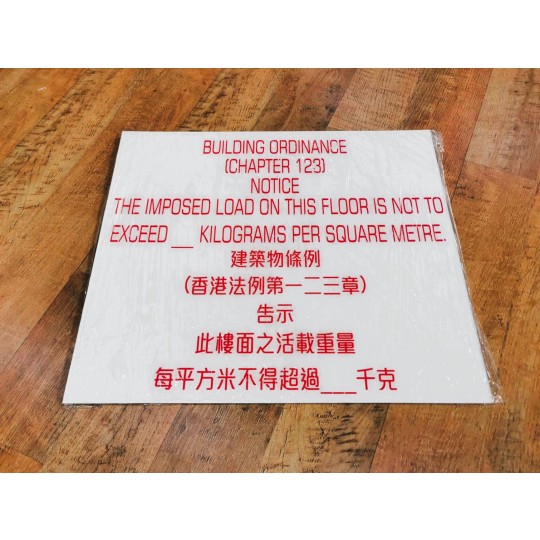 BUILDING ORDINANCE
(CHAPTER 123)
NOTICE
THE IMPOSED LOAD ON THIS FLOOR IS NOT TO
EXCEED __ KILOGRAMS PER SQUARE METRE.
建築物條例
(香港法例第一二三章)
告示
此樓面之活載重量
每平方米不得超過___千克